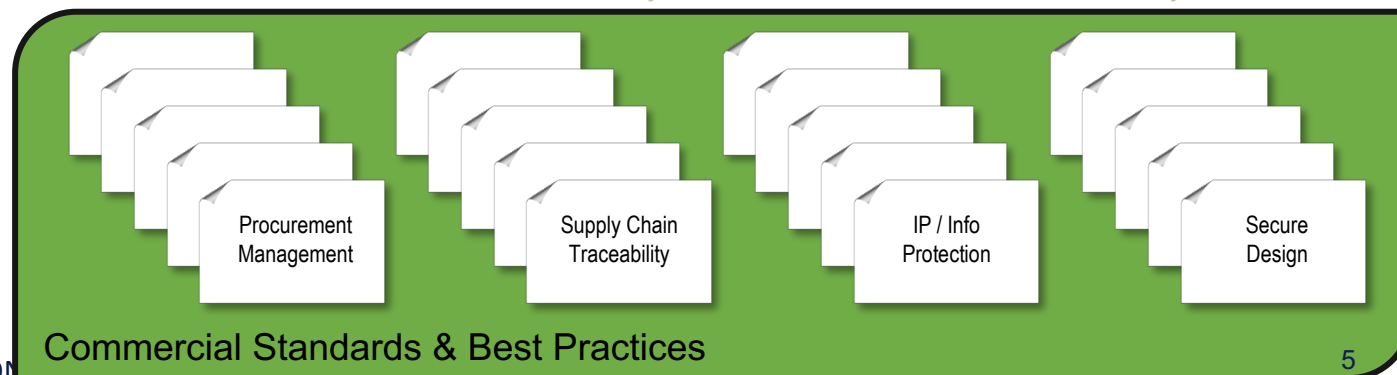 Procurement
Management
Supply Chain
Traceability
IP / Info
Protection
Secure
Design
Commercial Standards & Best Practices
5